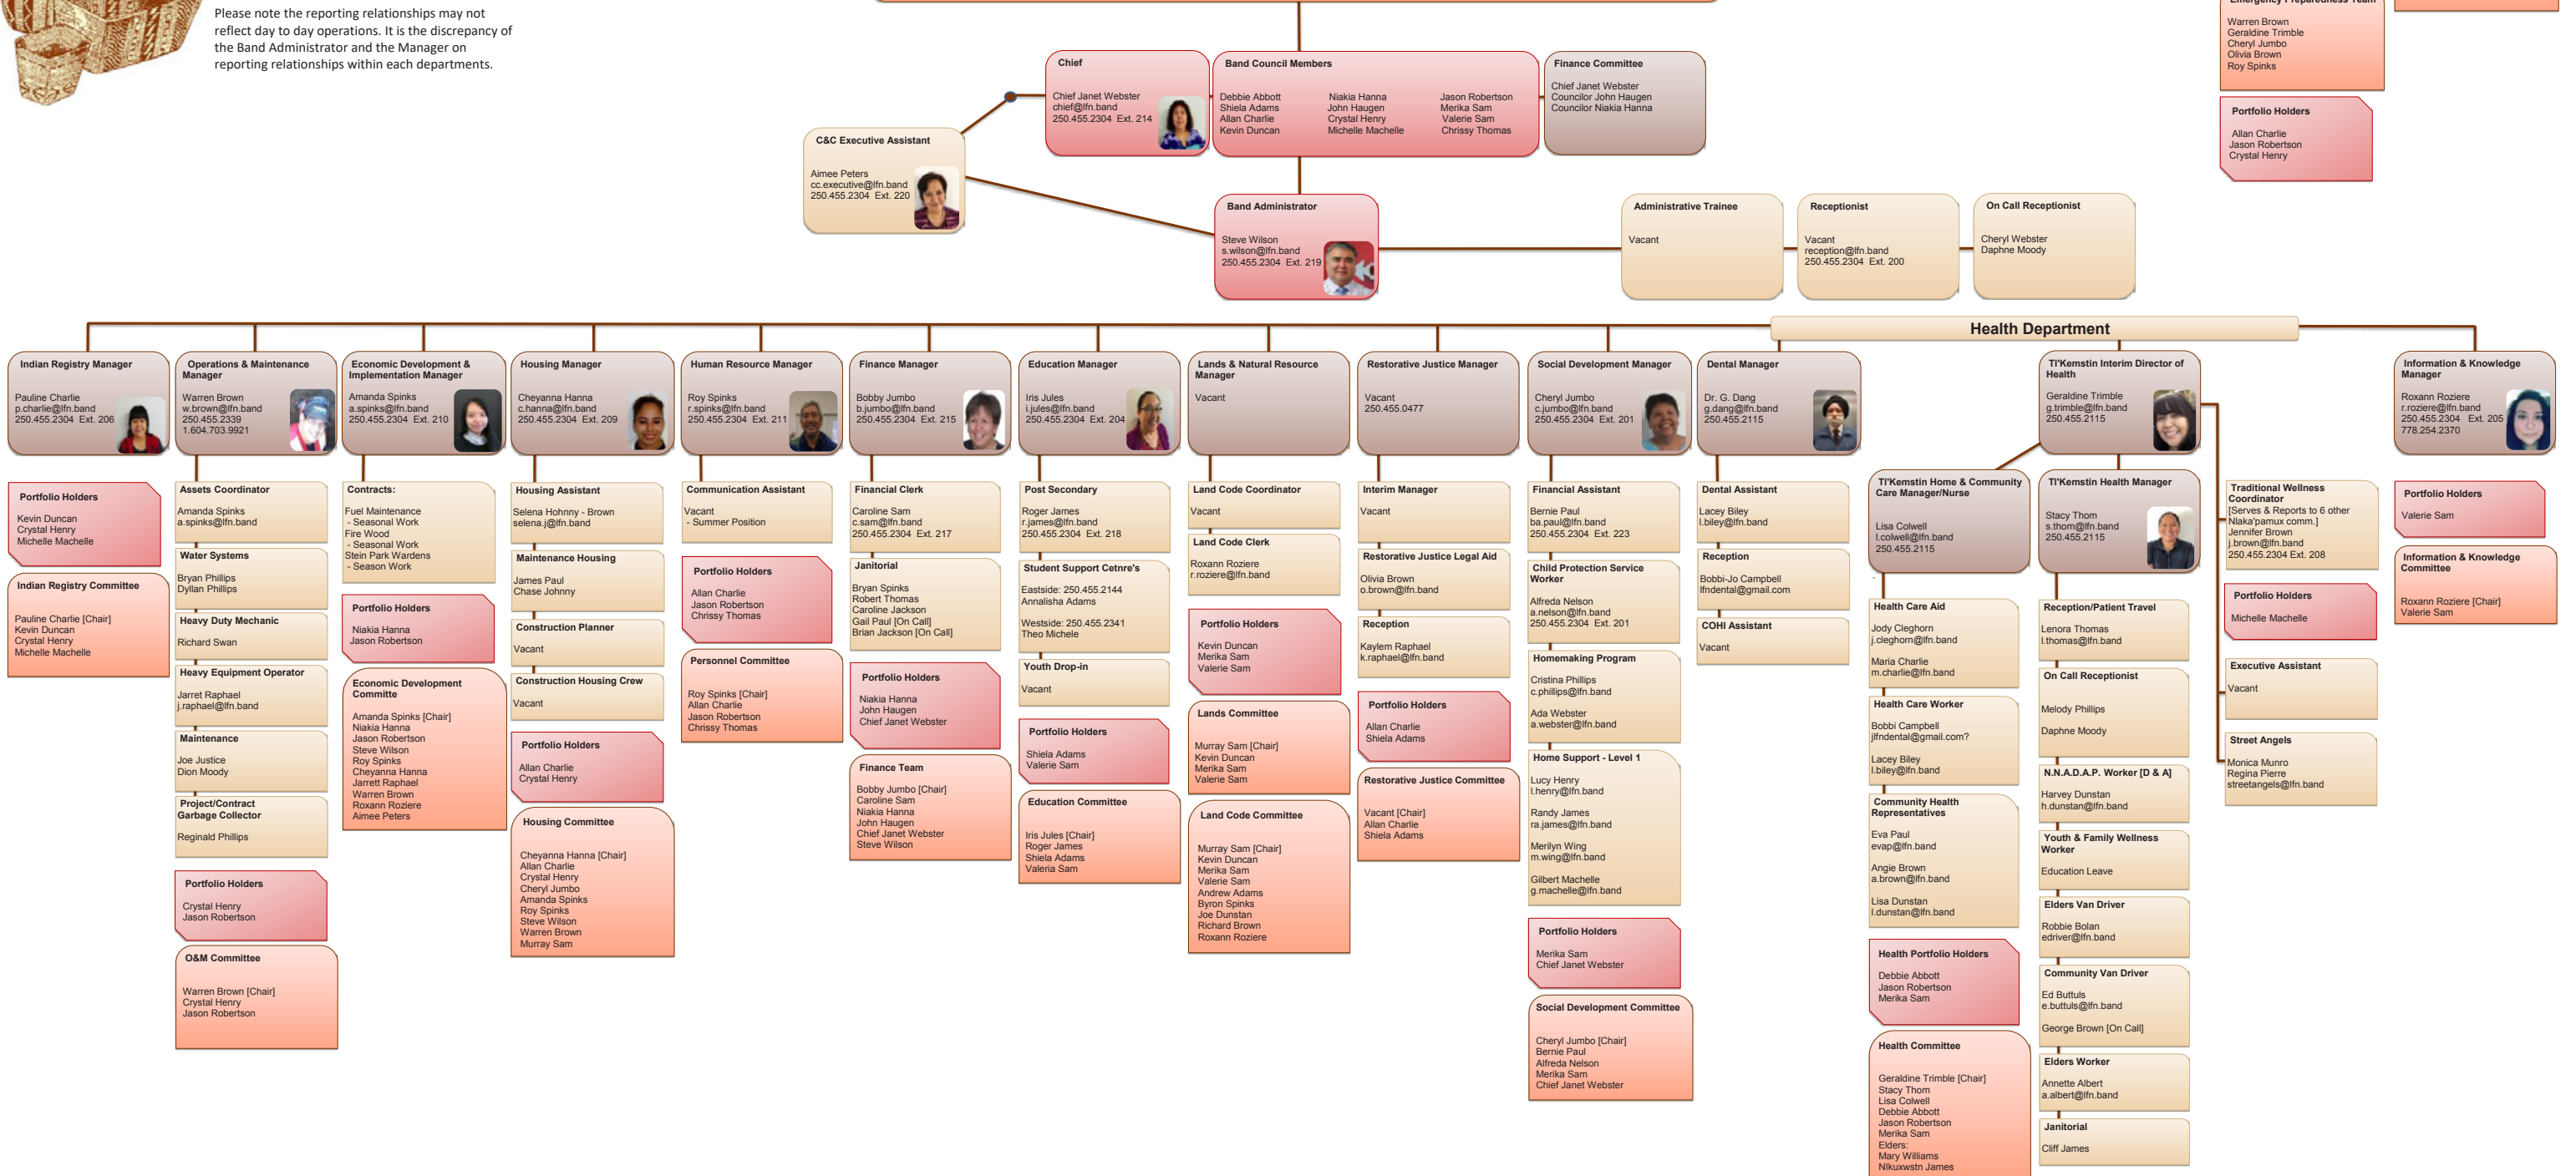 Please note the reporting relationships may not
reflect day to day operations. It is the discrepancy of
the Band Administrator and the Manager on
reporting relationships within each departments.
Emergency Preparedness Team
Warren Brown
Geraldine Trimble
Cheryl Jumbo
Olivia Brown
Roy Spinks
Portfolio Holders
Allan Charlie
Jason Robertson
Crystal Henry
Chief
Chief Janet Webster
chief@lfn.band
250.455.2304 Ext. 214
Band Council Members
Debbie Abbott
Shiela Adams
Allan Charlie
Kevin Duncan
Niakia Hanna
John Haugen
Crystal Henry
Michelle Machelle
Jason Robertson
Merika Sam
Valerie Sam
Chrissy Thomas
Finance Committee
Chief Janet Webster
Councilor John Haugen
Councilor Niakia Hanna
C&C Executive Assistant
Aimee Peters
cc.executive@lfn.band
250.455.2304 Ext. 220
Band Administrator
Steve Wilson
s.wilson@lfn.band
250.455.2304 Ext. 219
Administrative Trainee
Vacant
Receptionist
Vacant
reception@lfn.band
250.455.2304 Ext. 200
On Call Receptionist
Cheryl Webster
Daphne Moody
Health Department
Indian Registry Manager
Pauline Charlie
p.charlie@lfn.band
250.455.2304 Ext. 206
Portfolio Holders
Kevin Duncan
Crystal Henry
Michelle Machelle
Indian Registry Committee
Pauline Charlie [Chair]
Kevin Duncan
Crystal Henry
Michelle Machelle
Operations & Maintenance
Manager
Warren Brown
w.brown@lfn.band
250.455.2339
1.604.703.9921
Assets Coordinator
Amanda Spinks
a.spinks@lfn.band
Water Systems
Bryan Phillips
Dyllan Phillips
Heavy Duty Mechanic
Richard Swan
Heavy Equipment Operator
Jarret Raphael
j.raphael@lfn.band
Maintenance
Joe Justice
Dion Moody
Project/Contract
Garbage Collector
Reginald Phillips
Portfolio Holders
Crystal Henry
Jason Robertson
O&M Committee
Warren Brown [Chair]
Crystal Henry
Jason Robertson
Economic Development &
Implementation Manager
Amanda Spinks
a.spinks@lfn.band
250.455.2304 Ext. 210
Contracts:
Fuel Maintenance
- Seasonal Work
Fire Wood
- Seasonal Work
Stein Park Wardens
- Season Work
Portfolio Holders
Niakia Hanna
Jason Robertson
Economic Development
Committe
Amanda Spinks [Chair]
Niakia Hanna
Jason Robertson
Steve Wilson
Roy Spinks
Cheyanna Hanna
Jarrett Raphael
Warren Brown
Roxann Roziere
Aimee Peters
Housing Manager
Cheyanna Hanna
c.hanna@lfn.band
250.455.2304 Ext. 209
Housing Assistant
Selena Hohnny - Brown
selena.j@lfn.band
Maintenance Housing
James Paul
Chase Johnny
Construction Planner
Vacant
Construction Housing Crew
Vacant
Portfolio Holders
Allan Charlie
Crystal Henry
Housing Committee
Cheyanna Hanna [Chair]
Allan Charlie
Crystal Henry
Cheryl Jumbo
Amanda Spinks
Roy Spinks
Steve Wilson
Warren Brown
Murray Sam
Human Resource Manager
Roy Spinks
r.spinks@lfn.band
250.455.2304 Ext. 211
Communication Assistant
Vacant
- Summer Position
Portfolio Holders
Allan Charlie
Jason Robertson
Chrissy Thomas
Personnel Committee
Roy Spinks [Chair]
Allan Charlie
Jason Robertson
Chrissy Thomas
Finance Manager
Bobby Jumbo
b.jumbo@lfn.band
250.455.2304 Ext. 215
Financial Clerk
Caroline Sam
c.sam@lfn.band
250.455.2304 Ext. 217
Janitorial
Bryan Spinks
Robert Thomas
Caroline Jackson
Gail Paul [On Call]
Brian Jackson [On Call]
Portfolio Holders
Niakia Hanna
John Haugen
Chief Janet Webster
Finance Team
Bobby Jumbo [Chair]
Caroline Sam
Niakia Hanna
John Haugen
Chief Janet Webster
Steve Wilson
Education Manager
Iris Jules
i.jules@lfn.band
250.455.2304 Ext. 204
Post Secondary
Roger James
r.james@lfn.band
250.455.2304 Ext. 218
Student Support Cetnre's
Eastside: 250.455.2144
Annalisha Adams
Westside: 250.455.2341
Theo Michele
Youth Drop-in
Vacant
Portfolio Holders
Shiela Adams
Valerie Sam
Education Committee
Iris Jules [Chair]
Roger James
Shiela Adams
Valeria Sam
Lands & Natural Resource
Manager
Vacant
Land Code Coordinator
Vacant
Land Code Clerk
Roxann Roziere
r.roziere@lfn.band
Portfolio Holders
Kevin Duncan
Merika Sam
Valerie Sam
Lands Committee
Murray Sam [Chair]
Kevin Duncan
Merika Sam
Valerie Sam
Land Code Committee
Murray Sam [Chair]
Kevin Duncan
Merika Sam
Valerie Sam
Andrew Adams
Byron Spinks
Joe Dunstan
Richard Brown
Roxann Roziere
Restorative Justice Manager
Vacant
250.455.0477
Interim Manager
Vacant
Restorative Justice Legal Aid
Olivia Brown
o.brown@lfn.band
Reception
Kaylem Raphael
k.raphael@lfn.band
Portfolio Holders
Allan Charlie
Shiela Adams
Restorative Justice Committee
Vacant [Chair]
Allan Charlie
Shiela Adams
Social Development Manager
Cheryl Jumbo
c.jumbo@lfn.band
250.455.2304 Ext. 201
Financial Assistant
Bernie Paul
ba.paul@lfn.band
250.455.2304 Ext. 223
Child Protection Service
Worker
Alfreda Nelson
a.nelson@lfn.band
250.455.2304 Ext. 201
Homemaking Program
Cristina Phillips
c.phillips@lfn.band
Ada Webster
a.webster@lfn.band
Home Support - Level 1
Lucy Henry
l.henry@lfn.band
Randy James
ra.james@lfn.band
Merilyn Wing
m.wing@lfn.band
Gilbert Machelle
g.machelle@lfn.band
Portfolio Holders
Merika Sam
Chief Janet Webster
Social Development Committee
Cheryl Jumbo [Chair]
Bernie Paul
Alfreda Nelson
Merika Sam
Chief Janet Webster
Dental Manager
Dr. G. Dang
g.dang@lfn.band
250.455.2115
Dental Assistant
Lacey Biley
l.biley@lfn.band
Reception
Bobbi-Jo Campbell
lfndental@gmail.com
COHI Assistant
Vacant
Tl'Kemstin Interim Director of
Health
Geraldine Trimble
g.trimble@lfn.band
250.455.2115
Tl'Kemstin Home & Community
Care Manager/Nurse
Lisa Colwell
l.colwell@lfn.band
250.455.2115
Health Care Aid
Jody Cleghorn
j.cleghorn@lfn.band
Maria Charlie
m.charlie@lfn.band
Health Care Worker
Bobbi Campbell
jlfndental@gmail.com?
Lacey Biley
l.biley@lfn.band
Community Health
Representatives
Eva Paul
evap@lfn.band
Angie Brown
a.brown@lfn.band
Lisa Dunstan
l.dunstan@lfn.band
Health Portfolio Holders
Debbie Abbott
Jason Robertson
Merika Sam
Health Committee
Geraldine Trimble [Chair]
Stacy Thom
Lisa Colwell
Debbie Abbott
Jason Robertson
Merika Sam
Elders:
Mary Williams
Nlkuxwstn James
Tl'Kemstin Health Manager
Stacy Thom
s.thom@lfn.band
250.455.2115
Reception/Patient Travel
Lenora Thomas
l.thomas@lfn.band
On Call Receptionist
Melody Phillips
Daphne Moody
N.N.A.D.A.P. Worker [D & A]
Harvey Dunstan
h.dunstan@lfn.band
Youth & Family Wellness
Worker
Education Leave
Elders Van Driver
Robbie Bolan
edriver@lfn.band
Community Van Driver
Ed Buttuls
e.buttuls@lfn.band
George Brown [On Call]
Elders Worker
Annette Albert
a.albert@lfn.band
Janitorial
Cliff James
Traditional Wellness
Coordinator
[Serves & Reports to 6 other
Nlaka'pamux comm.]
Jennifer Brown
j.brown@lfn.band
250.455.2304 Ext. 208
Portfolio Holders
Michelle Machelle
Executive Assistant
Vacant
Street Angels
Monica Munro
Regina Pierre
streetangels@lfn.band
Information & Knowledge
Manager
Roxann Roziere
r.roziere@lfn.band
250.455.2304 Ext. 205
778.254.2370
Portfolio Holders
Valerie Sam
Information & Knowledge
Committee
Roxann Roziere [Chair]
Valerie Sam